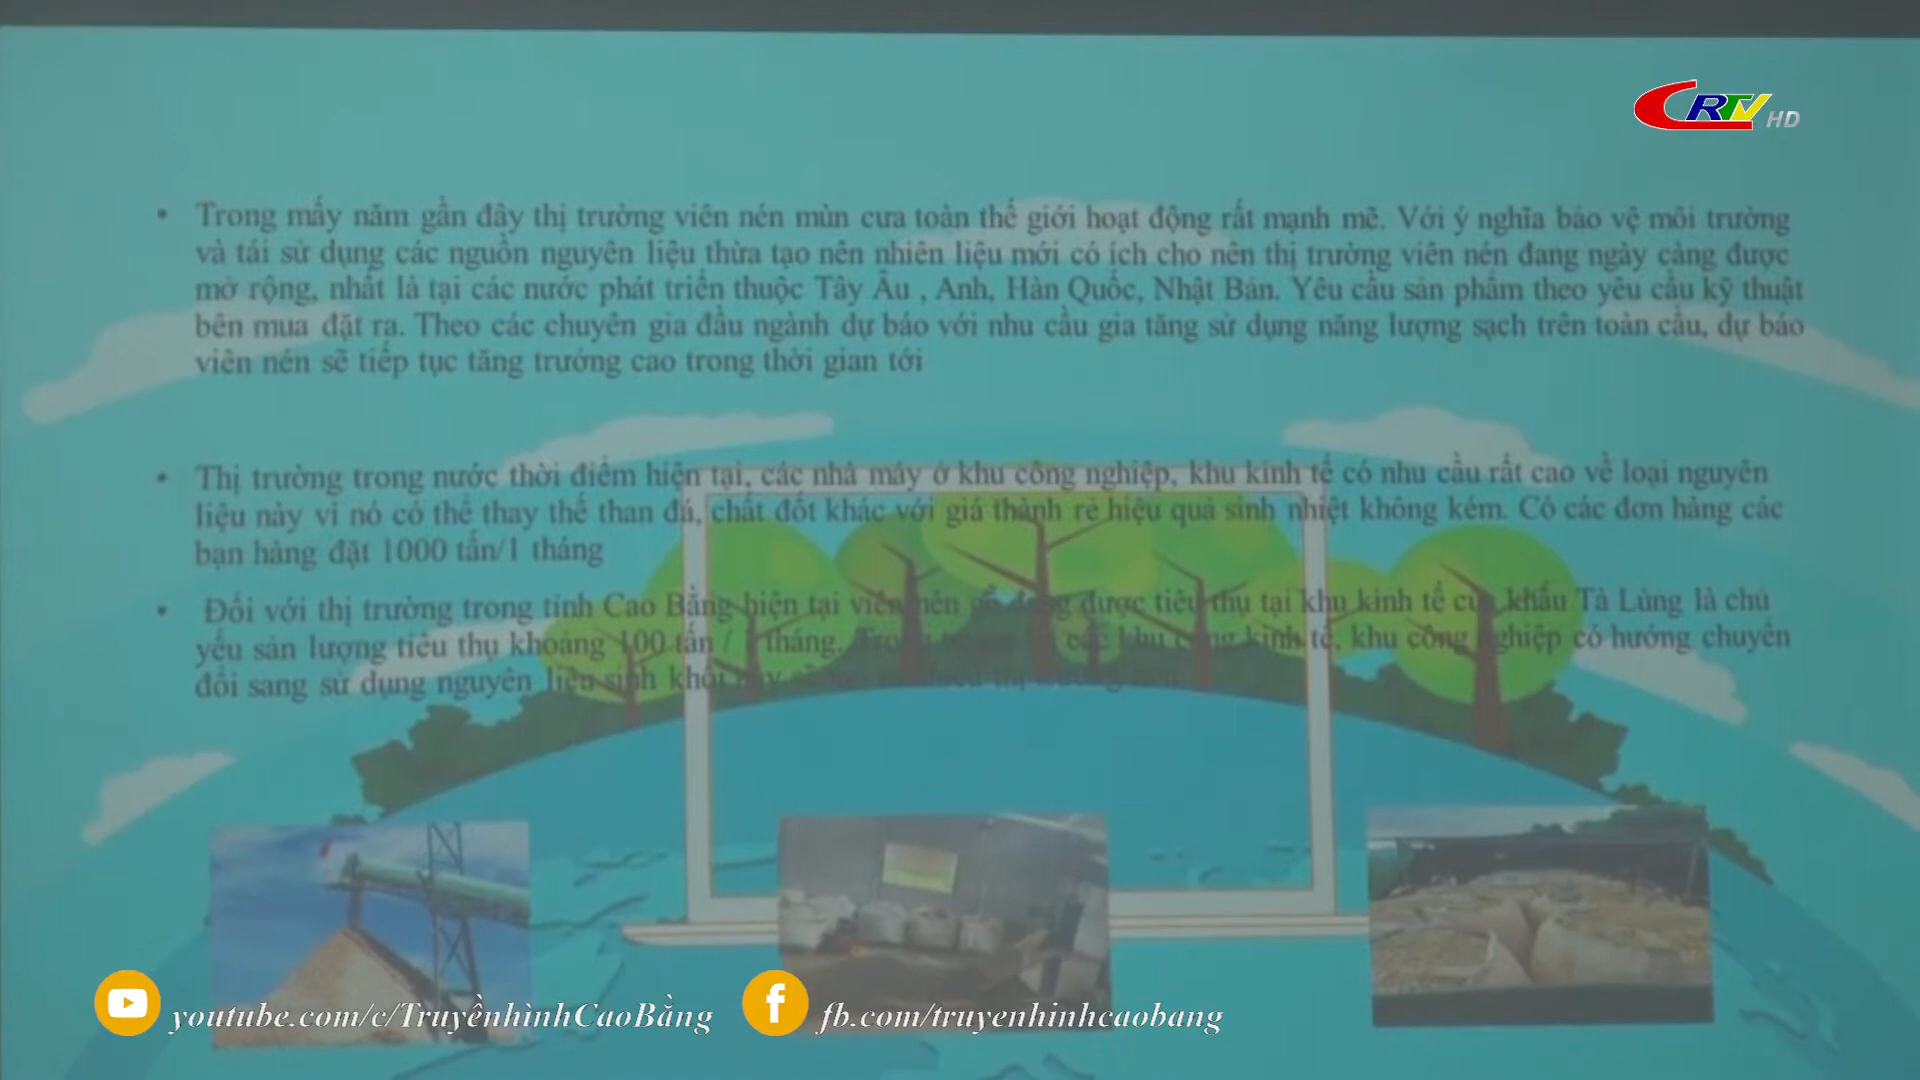 CRTV HD
• Trong mấy năm gần đây thị trường viên nén mùn cưa toàn thế giới hoạt động rất mạnh mẽ. Với ý nghĩa bảo vệ môi trường
và tái sử dụng các nguồn nguyên liệu thừa tạo nên nhiên liệu mới có ích cho nên thị trường viên nén đang ngày càng được
mở rộng, nhất là tại các nước phát triển thuộc Tây Âu , Anh, Hàn Quốc, Nhật Bản. Yêu cầu sản phẩm theo yêu cầu kỹ thuật
bên mua đặt ra. Theo các chuyên gia đầu ngành dự báo với nhu cầu gia tăng sử dụng năng lượng sạch trên toàn cầu, dự báo
viên nén sẽ tiếp tục tăng trưởng cao trong thời gian tới
• Thị trường trong nước thời điểm hiện tại, các nhà máy ở khu công nghiệp, khu kinh tế có nhu cầu rất cao về loại nguyên
liệu này vì nó có thể thay thế than đá, chất đốt khác với giá thành rẻ hiệu quả sinh nhiệt không kém. Có các đơn hàng các
bạn hàng đặt 1000 tấn/1 tháng
• Đối với thị trường trong tỉnh Cao Bằng hiện tại viên nén gỗ đang được tiêu thụ tại khu kinh tế cửa khẩu Tà Lùng là chủ
yếu sản lượng tiêu thụ khoảng 100 tấn / 1 tháng. các khu kinh tế, khu công nghiệp có hướng chuyển
đổi sang sử dụng nguyên liệu sinh khối này thị trường
youtube.com/c/TruyềnhìnhCaoBằng
fb.com/truyenhinhcaobang